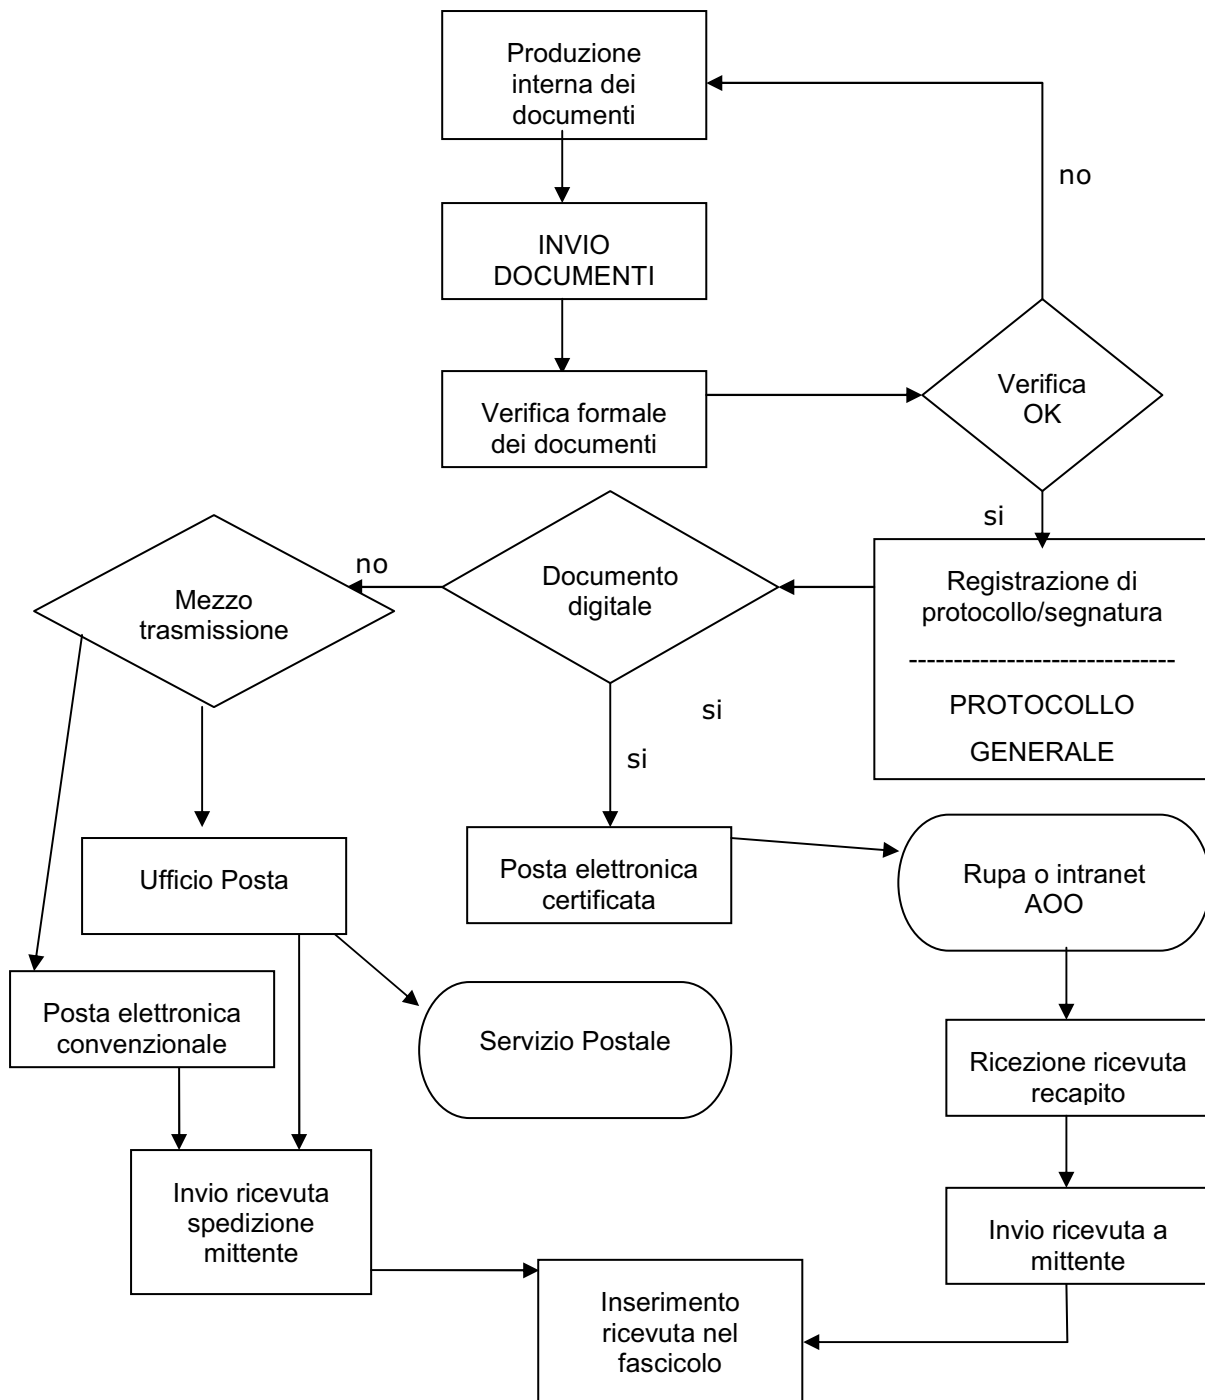 Produzione
interna dei
documenti
no
INVIO
DOCUMENTI
Verifica
OK
Verifica formale
dei documenti
si
no
Documento
digitale
Mezzo
trasmissione
Registrazione di
protocollo/segnatura
------------------------------
PROTOCOLLO
GENERALE
si
si
Ufficio Posta
Posta elettronica
certificata
Rupa o intranet
AOO
Posta elettronica
convenzionale
Servizio Postale
Ricezione ricevuta
recapito
Invio ricevuta
spedizione
mittente
Invio ricevuta a
mittente
Inserimento
ricevuta nel
fascicolo